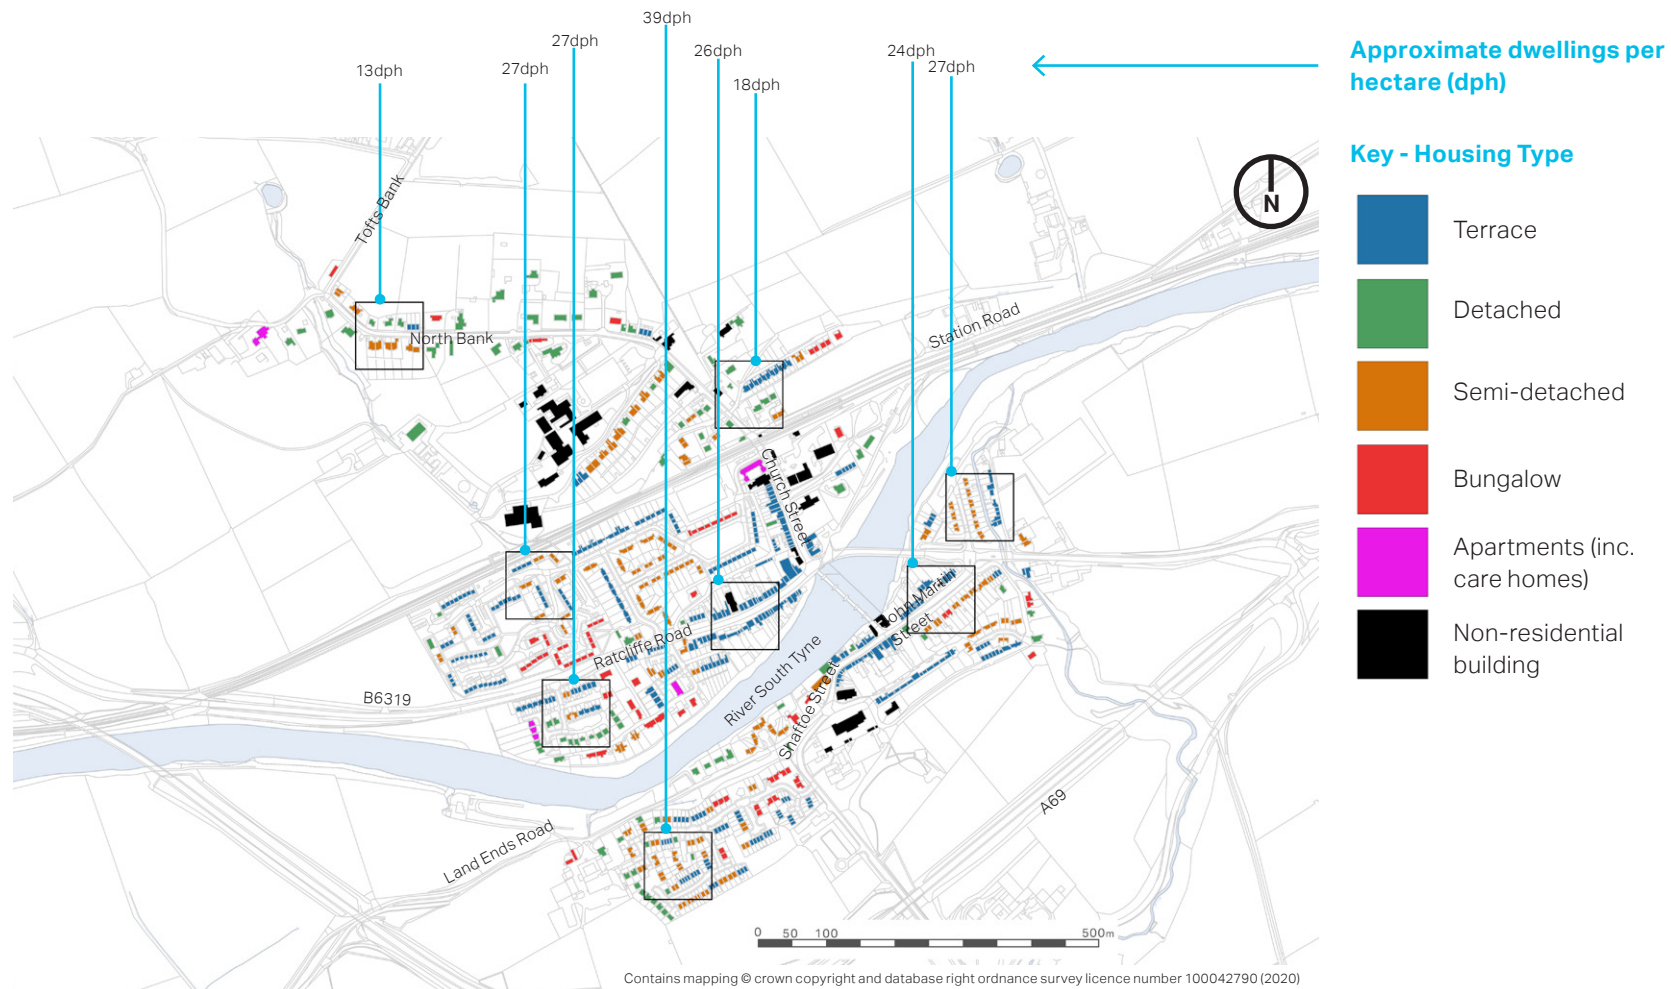 39dph
27dph
26dph
24dph
27dph
27dph
13dph
18dph
Approximate dwellings per
hectare (dph)
Key - Housing Type
Terrace
Detached
Semi-detached
Bungalow
Apartments (inc.
care homes)
Non-residential
building
N
Tofts Bank
North Bank
Station Road
Church Street
John Martin
Street
Ratcliffe Road
River South Tyne
Shaftoe Street
B6319
A69
Land Ends Road
0 50 100 500m
Contains mapping © crown copyright and database right ordnance survey licence number 100042790 (2020)